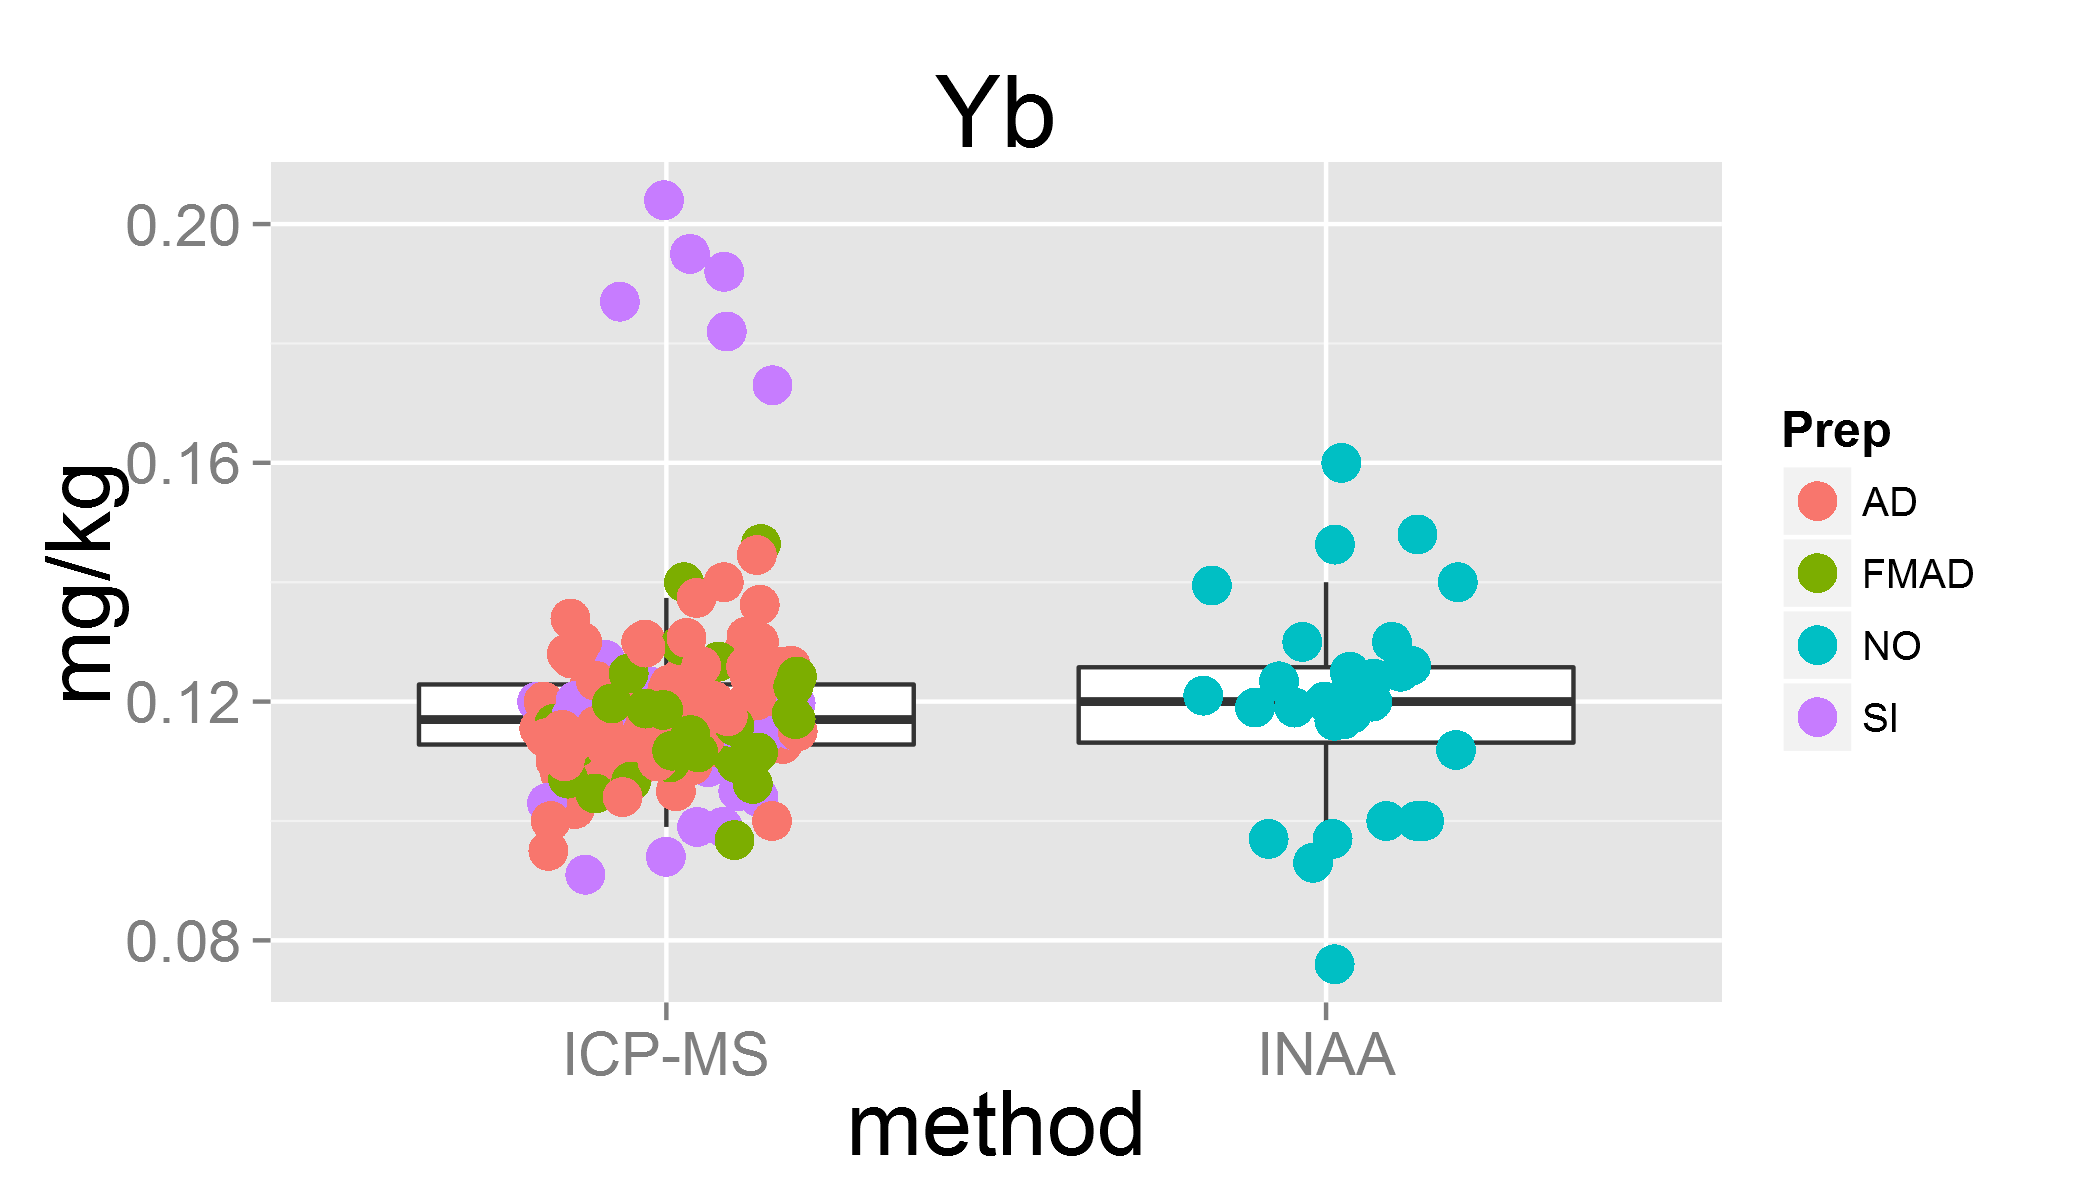 Yb
mg/kg
0.20
0.16
0.12
0.08
ICP-MS
INAA
method
Prep
AD
FMAD
NO
SI